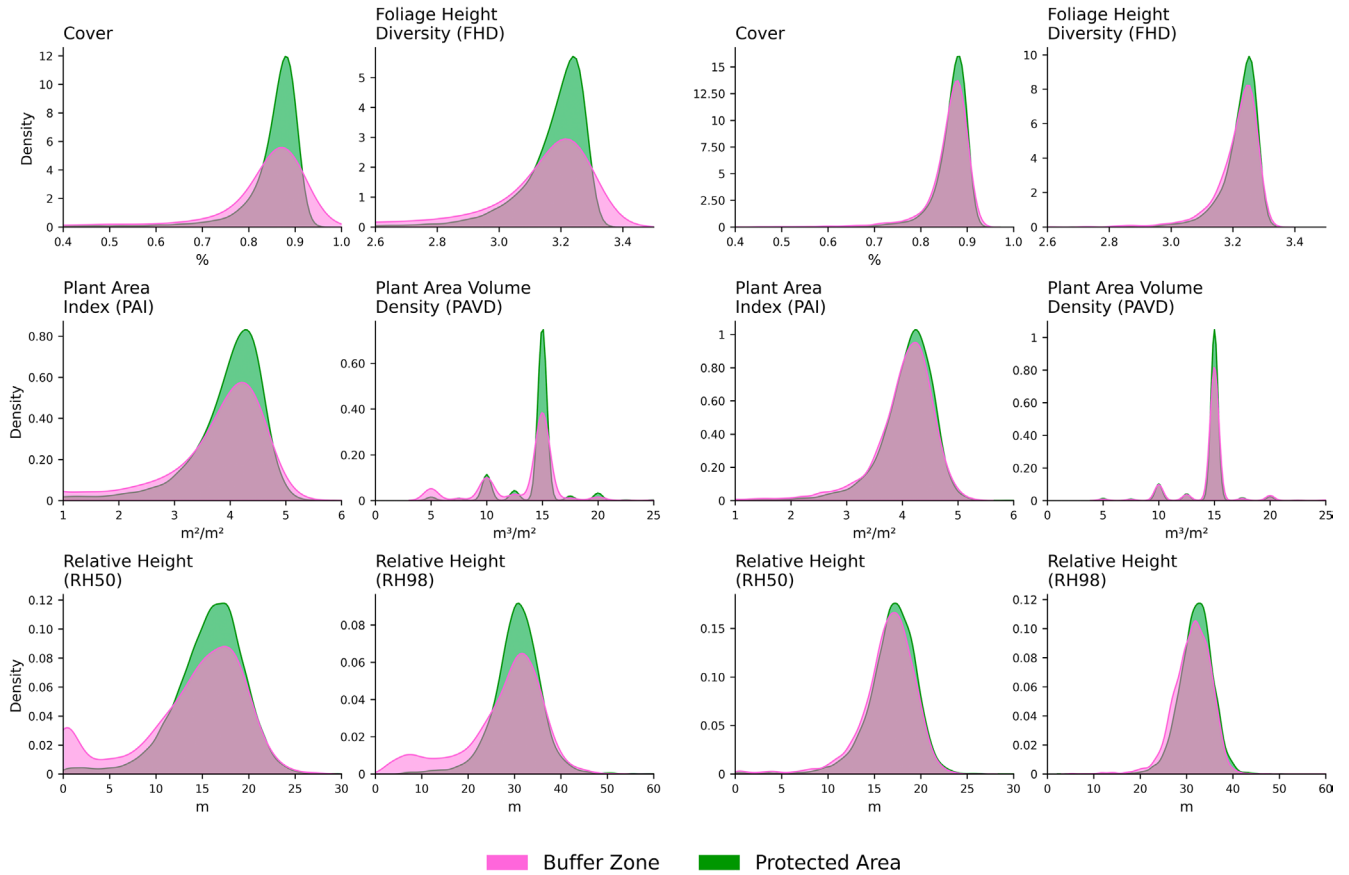 Cover
Foliage Height
Diversity (FHD)
Cover
Foliage Height
Diversity (FHD)
Density
12
10
8
6
4
2
0
0.4 0.5 0.6 0.7 0.8 0.9 1.0
%
5
4
3
2
1
0
2.6 2.8 3.0 3.2 3.4
15
12.50
10
7.50
5
2.50
0
0.4 0.5 0.6 0.7 0.8 0.9 1.0
%
10
8
6
4
2
0
2.6 2.8 3.0 3.2 3.4
Plant Area
Index (PAI)
Plant Area Volume
Density (PAVD)
Plant Area
Index (PAI)
Plant Area Volume
Density (PAVD)
Density
0.80
0.60
0.40
0.20
0
1 2 3 4 5 6
m²/m²
0.60
0.40
0.20
0
0 5 10 15 20 25
m³/m²
1
0.80
0.60
0.40
0.20
0
1 2 3 4 5 6
m²/m²
1
0.80
0.60
0.40
0.20
0
0 5 10 15 20 25
m³/m²
Relative Height
(RH50)
Relative Height
(RH98)
Relative Height
(RH50)
Relative Height
(RH98)
Density
0.12
0.10
0.08
0.06
0.04
0.02
0
0 5 10 15 20 25 30
m
0.08
0.06
0.04
0.02
0
0 10 20 30 40 50 60
m
0.15
0.10
0.05
0
0 5 10 15 20 25 30
m
0.12
0.10
0.08
0.06
0.04
0.02
0
0 10 20 30 40 50 60
m
Buffer Zone Protected Area